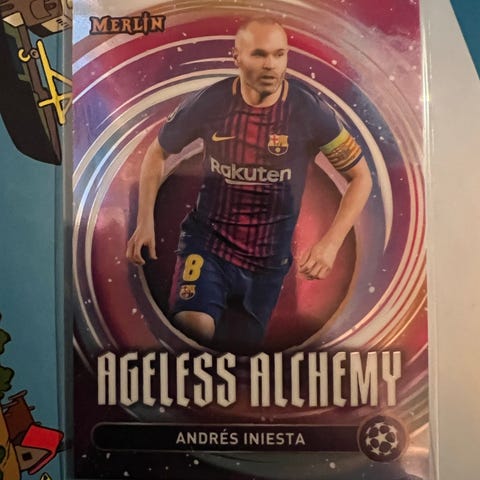 MERLIN
Rakuten
8
AGELESS ALCHEMY
ANDRÉS INIESTA